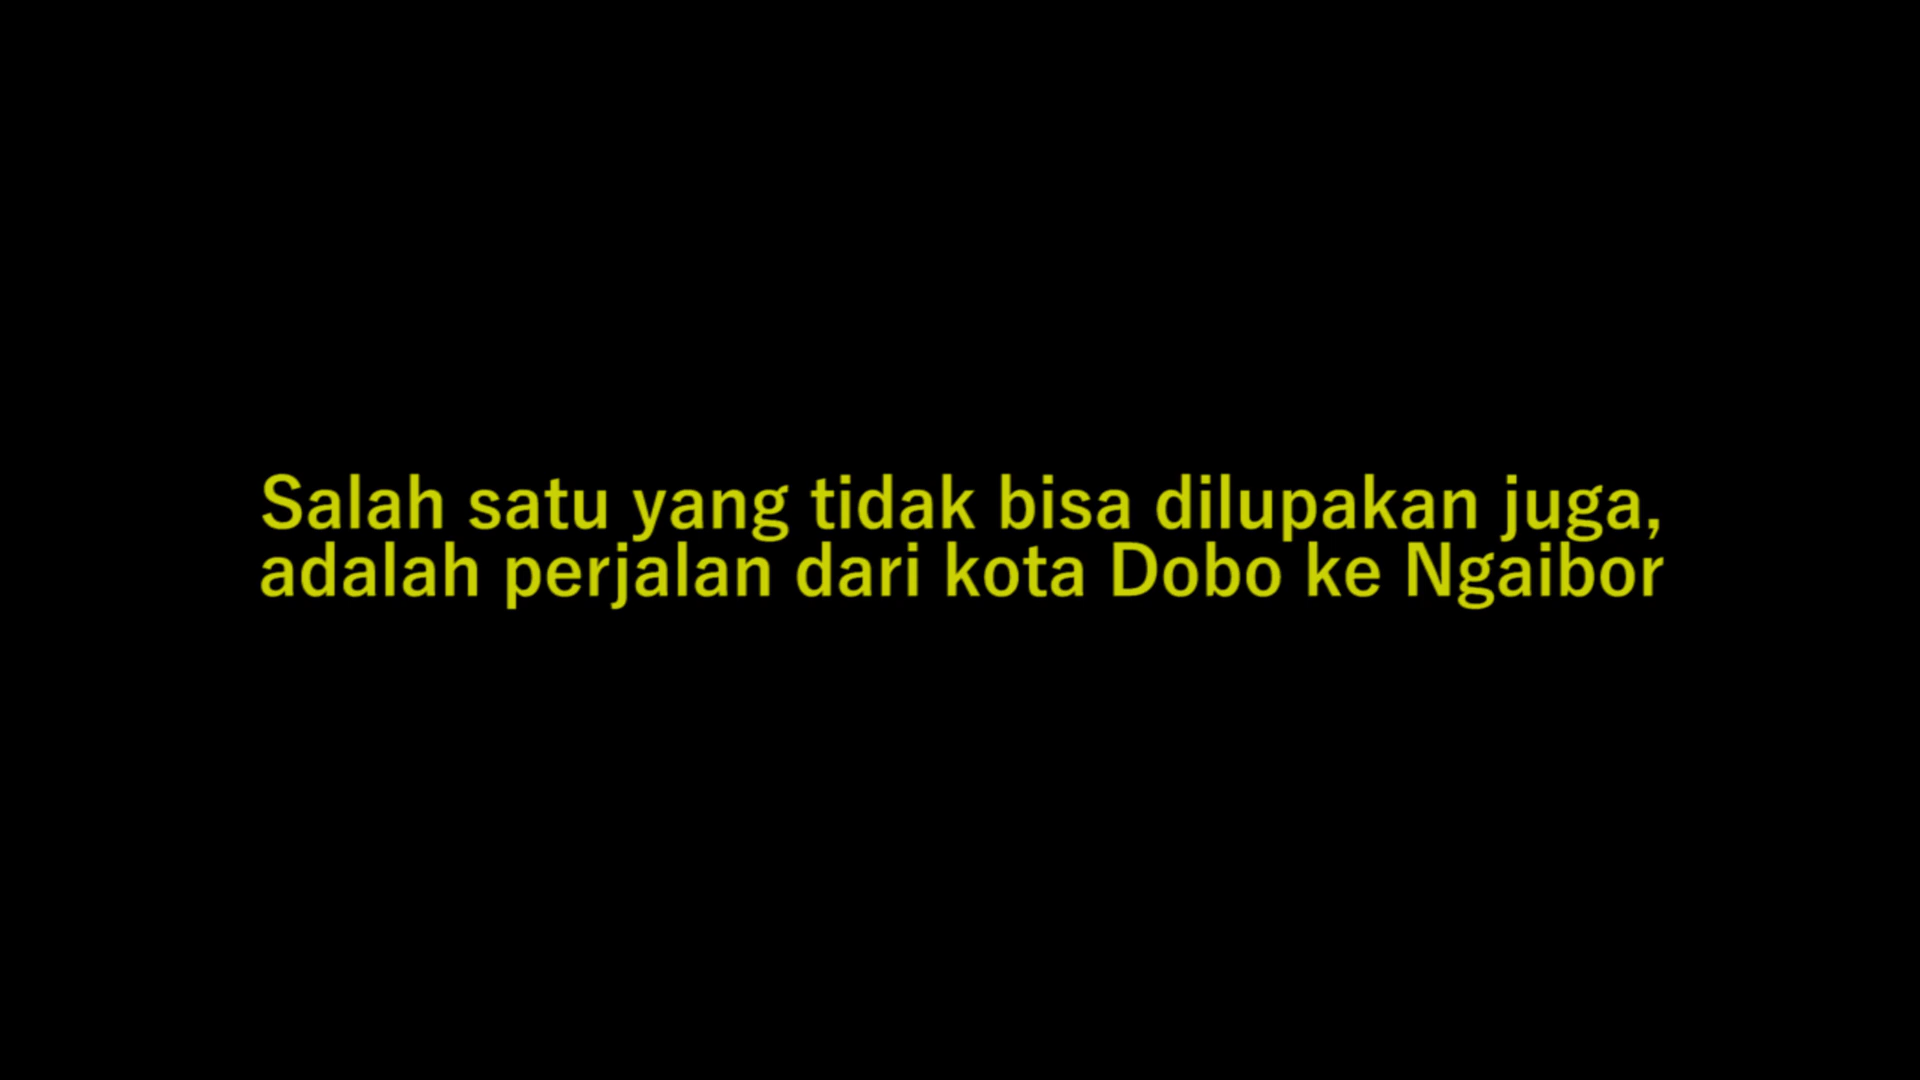 Salah satu yang tidak bisa dilupakan juga,
adalah perjalan dari kota Dobo ke Ngaibor